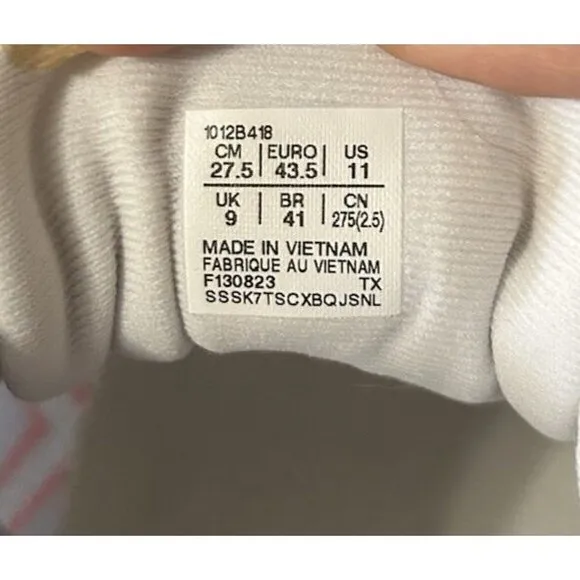 1012B418
CM | EURO | US
27.5 | 43.5 | 11
UK | BR | CN
9 | 41 | 275(2.5)
MADE IN VIETNAM
FABRIQUE AU VIETNAM
F130823 TX
SSSK7TSCXBQJSNL